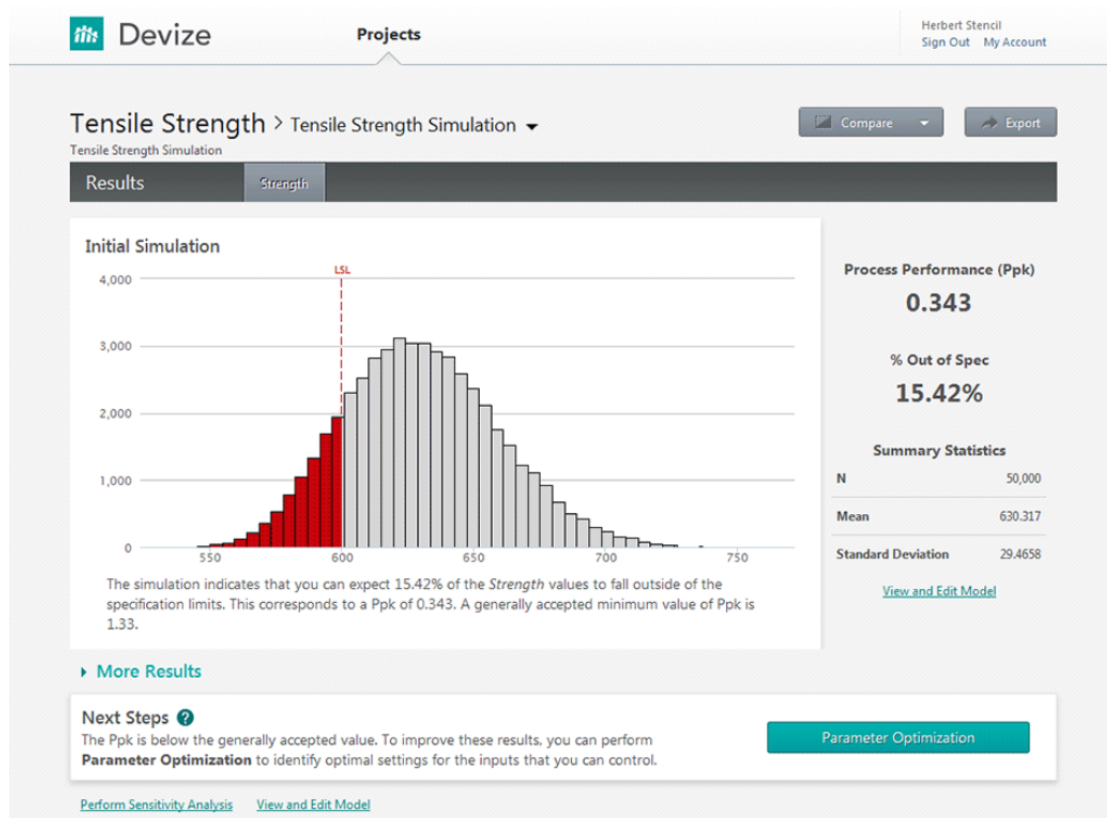 Devize
Projects
Herbert Stencil
Sign Out My Account
Tensile Strength > Tensile Strength Simulation
Compare
Export
Tensile Strength Simulation
Results
Strength
Initial Simulation
LSL
4,000
3,000
2,000
1,000
0
550 600 650 700 750
The simulation indicates that you can expect 15.42% of the Strength values to fall outside of the
specification limits. This corresponds to a Ppk of 0.343. A generally accepted minimum value of Ppk is
1.33.
Process Performance (Ppk)
0.343
% Out of Spec
15.42%
Summary Statistics
N 50,000
Mean 630.317
Standard Deviation 29.4658
View and Edit Model
More Results
Next Steps ?
The Ppk is below the generally accepted value. To improve these results, you can perform
Parameter Optimization to identify optimal settings for the inputs that you can control.
Parameter Optimization
Perform Sensitivity Analysis View and Edit Model